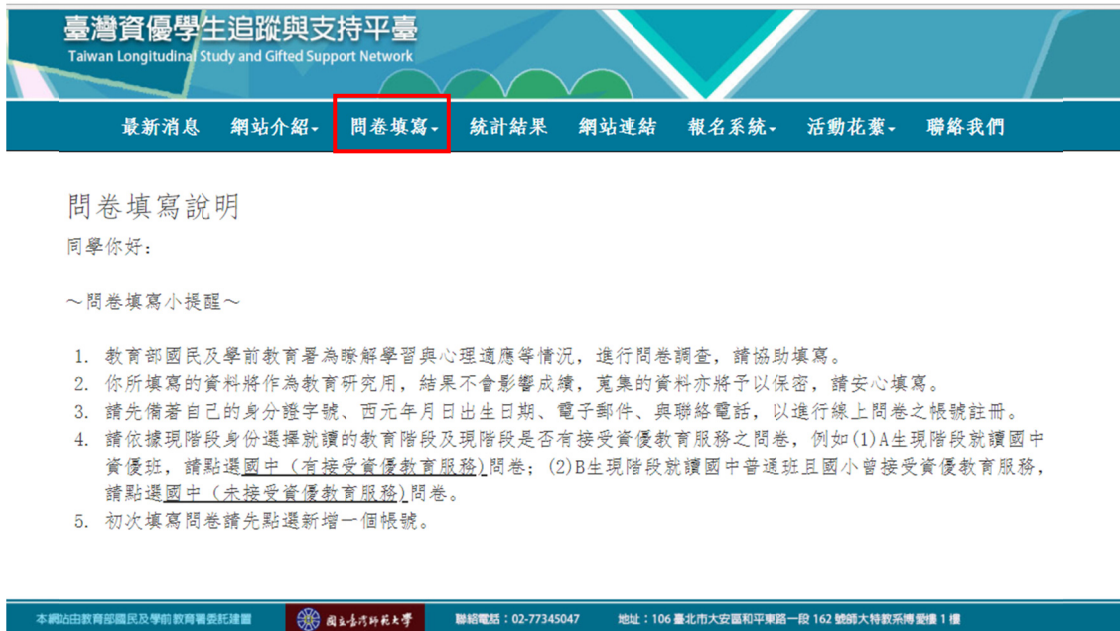 臺灣資優學生追蹤與支持平臺
Taiwan Longitudinal Study and Gifted Support Network
最新消息 網站介紹 問卷填寫 統計結果 網站連結 報名系統 活動花蕠 聯絡我們
問卷填寫說明
同學你好：
～問卷填寫小提醒～
1. 教育部國民及學前教育署為瞭解學習與心理適應等情況，進行問卷調查，請協助填寫。
2. 你所填寫的資料將作為教育研究用，結果不會影響成績，蒐集的資料亦將予以保密，請安心填寫。
3. 請先備著自己的身分證字號、西元年月日出生日期、電子郵件、與聯絡電話，以進行線上問卷之帳號註冊。
4. 請依據現階段身份選擇就讀的教育階段及現階段是否有接受資優教育服務之問卷，例如(1)A生現階段就讀國中
資優班，請點選國中（有接受資優教育服務)問卷；(2)B生現階段就讀國中普通班且國小曾接受資優教育服務，
請點選國中（未接受資優教育服務)問卷。
5. 初次填寫問卷請先點選新增一個帳號。
本網站由教育部國民及學前教育署委託建置 國立臺灣師範大學 聯絡電話：02-77345047 地址：106 臺北市大安區和平東路一段 162 號師大特教系博愛樓 1 樓